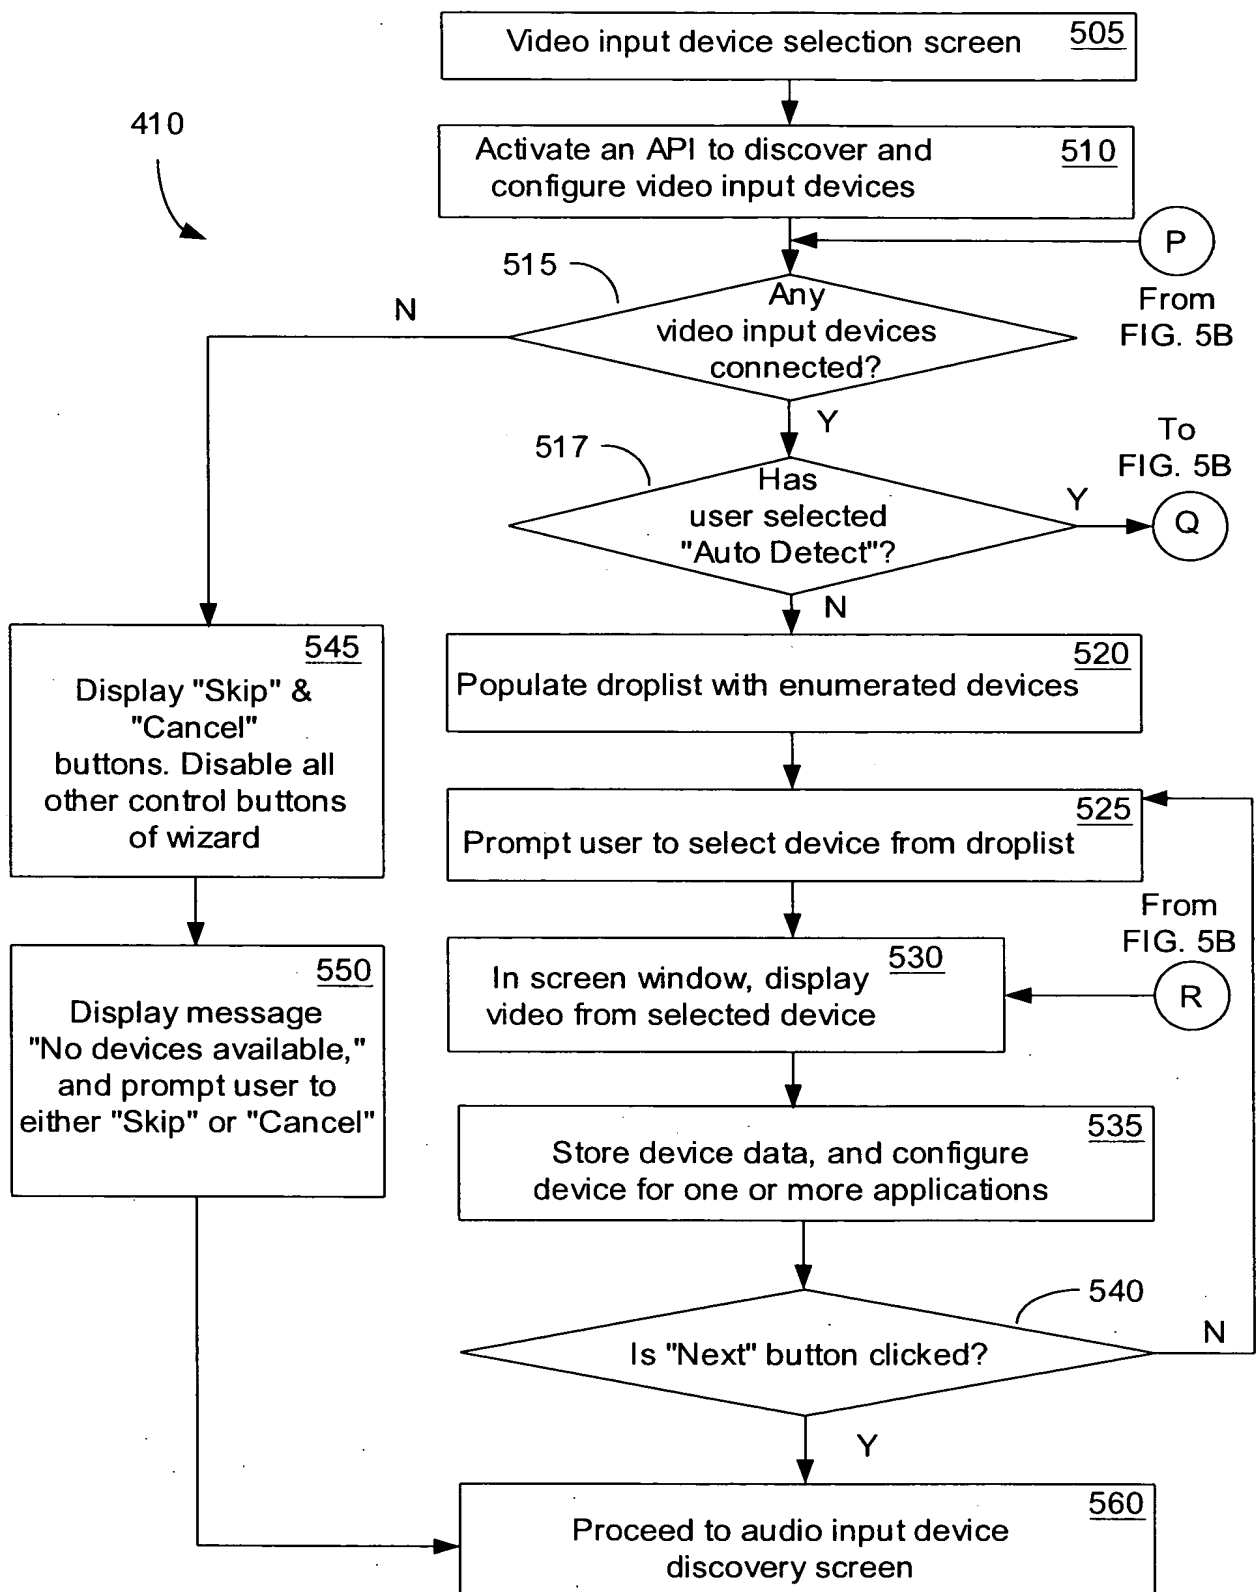 Video input device selection screen 505
410
Activate an API to discover and 510
configure video input devices
P
From
FIG. 5B
515
N
Any
video input devices
connected?
Y
517
To
FIG. 5B
Has
user selected
"Auto Detect"?
Y
Q
N
545
Display "Skip" &
"Cancel"
buttons. Disable all
other control buttons
of wizard
520
Populate droplist with enumerated devices
525
Prompt user to select device from droplist
From
FIG. 5B
R
550
Display message
"No devices available,"
and prompt user to
either "Skip" or "Cancel"
530
In screen window, display
video from selected device
535
Store device data, and configure
device for one or more applications
540
Is "Next" button clicked?
N
Y
560
Proceed to audio input device
discovery screen